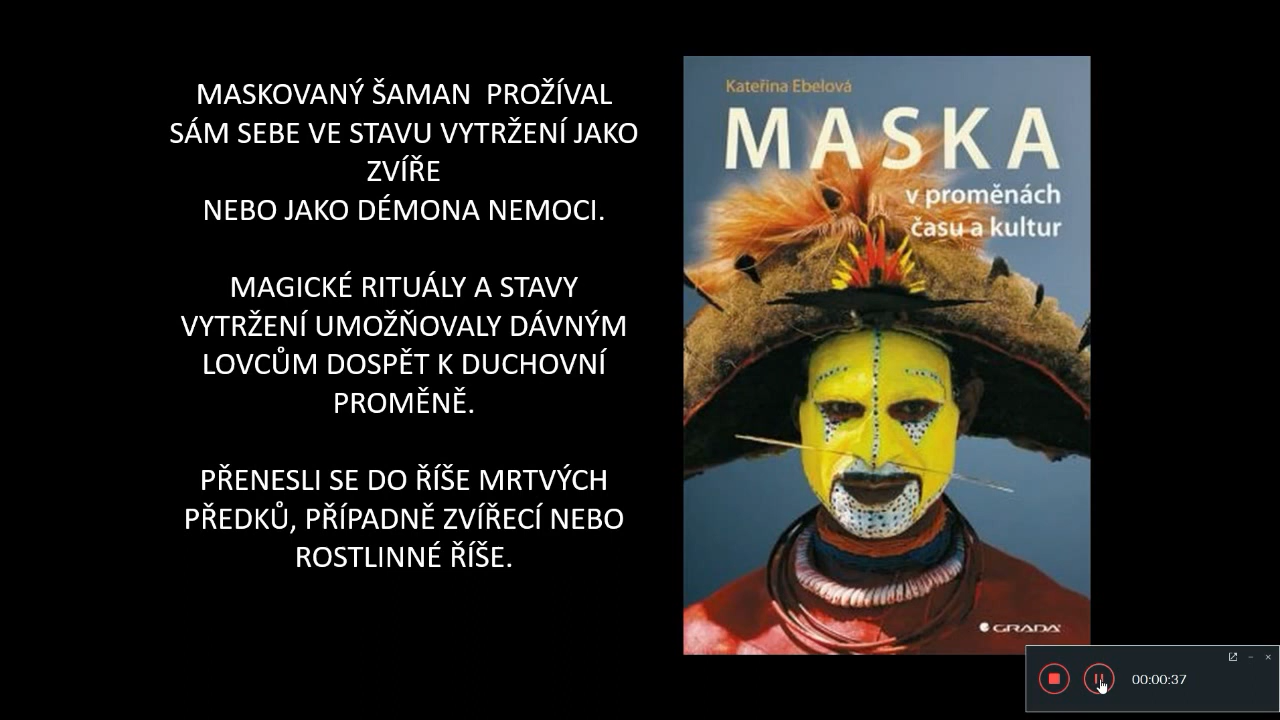 MASKOVANÝ ŠAMAN  PROŽÍVAL
SÁM SEBE VE STAVU VYTRŽENÍ JAKO
ZVÍŘE
NEBO JAKO DÉMONA NEMOCI.
MAGICKÉ RITUÁLY A STAVY
VYTRŽENÍ UMOŽŇOVALY DÁVNÝM
LOVCŮM DOSPĚT K DUCHOVNÍ
PROMĚNĚ.
PŘENESLI SE DO ŘÍŠE MRTVÝCH
PŘEDKŮ, PŘÍPADNĚ ZVÍŘECÍ NEBO
ROSTLINNÉ ŘÍŠE.
Kateřina Ebelová
MASKA
v proměnách
času a kultur
GRADA
00:00:37